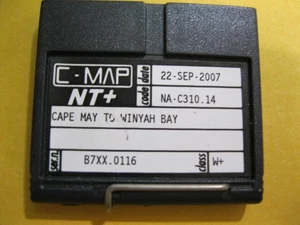 C-MAP date 22-SEP-2007
NT+ code NA-C310.14
CAPE MAY TO WINYAH BAY
ser.n. B7XX.0116 class W+